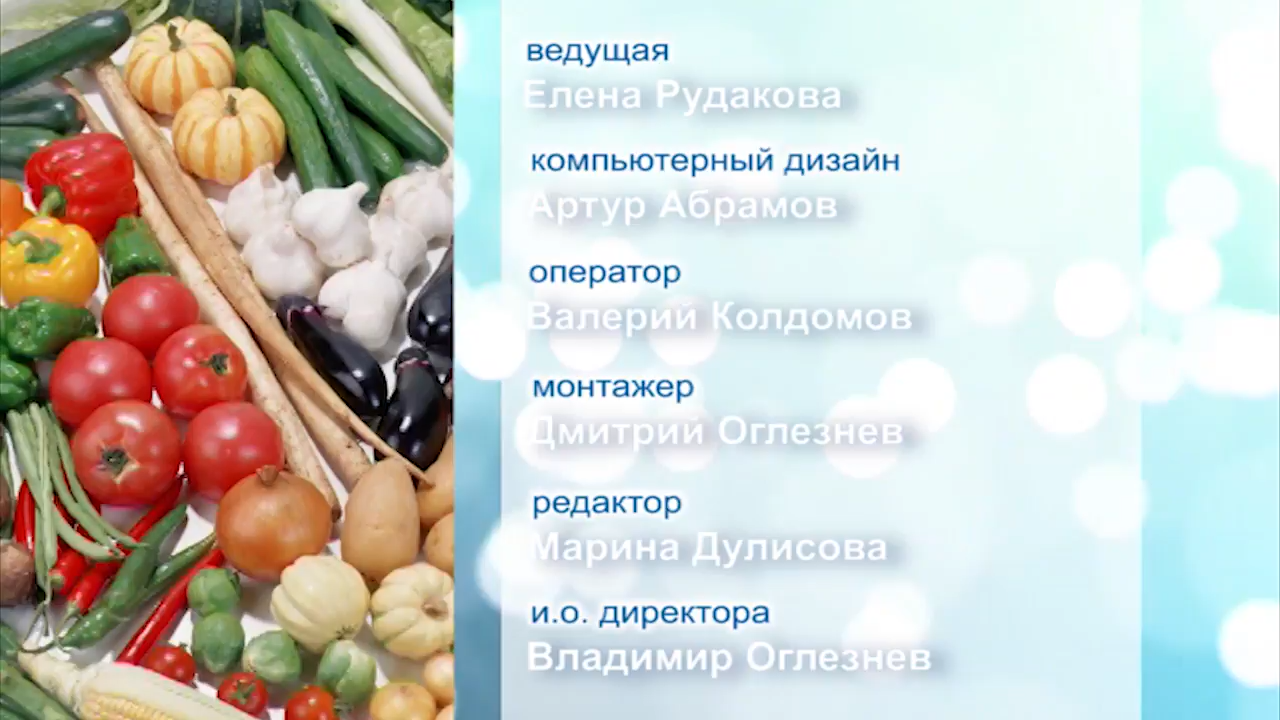 ведущая
Елена Рудакова
компьютерный дизайн
Артур Абрамов
оператор
Валерий Колдомов
монтажер
Дмитрий Оглезнев
редактор
Марина Дулисова
и.о. директора
Владимир Оглезнев